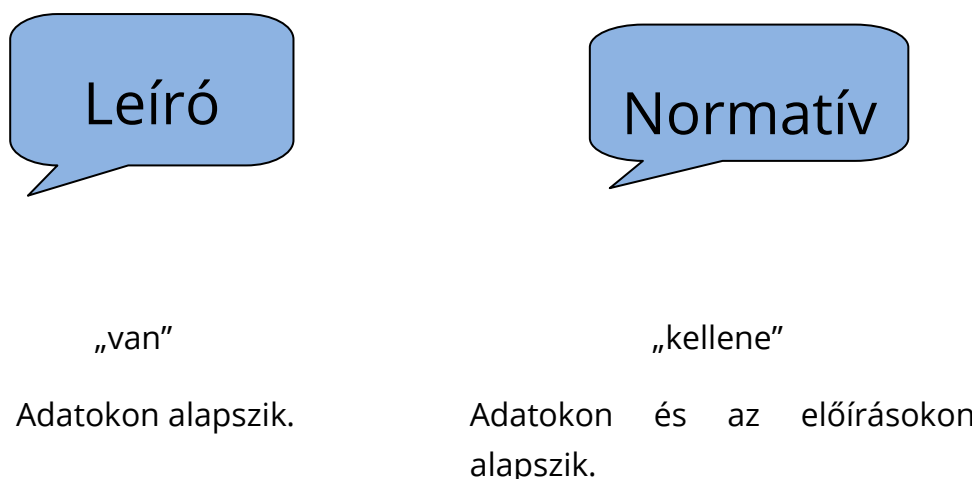 Leíró
Normatív
„van”
„kellene”
Adatokon alapszik.
Adatokon és az előírásokon
alapszik.